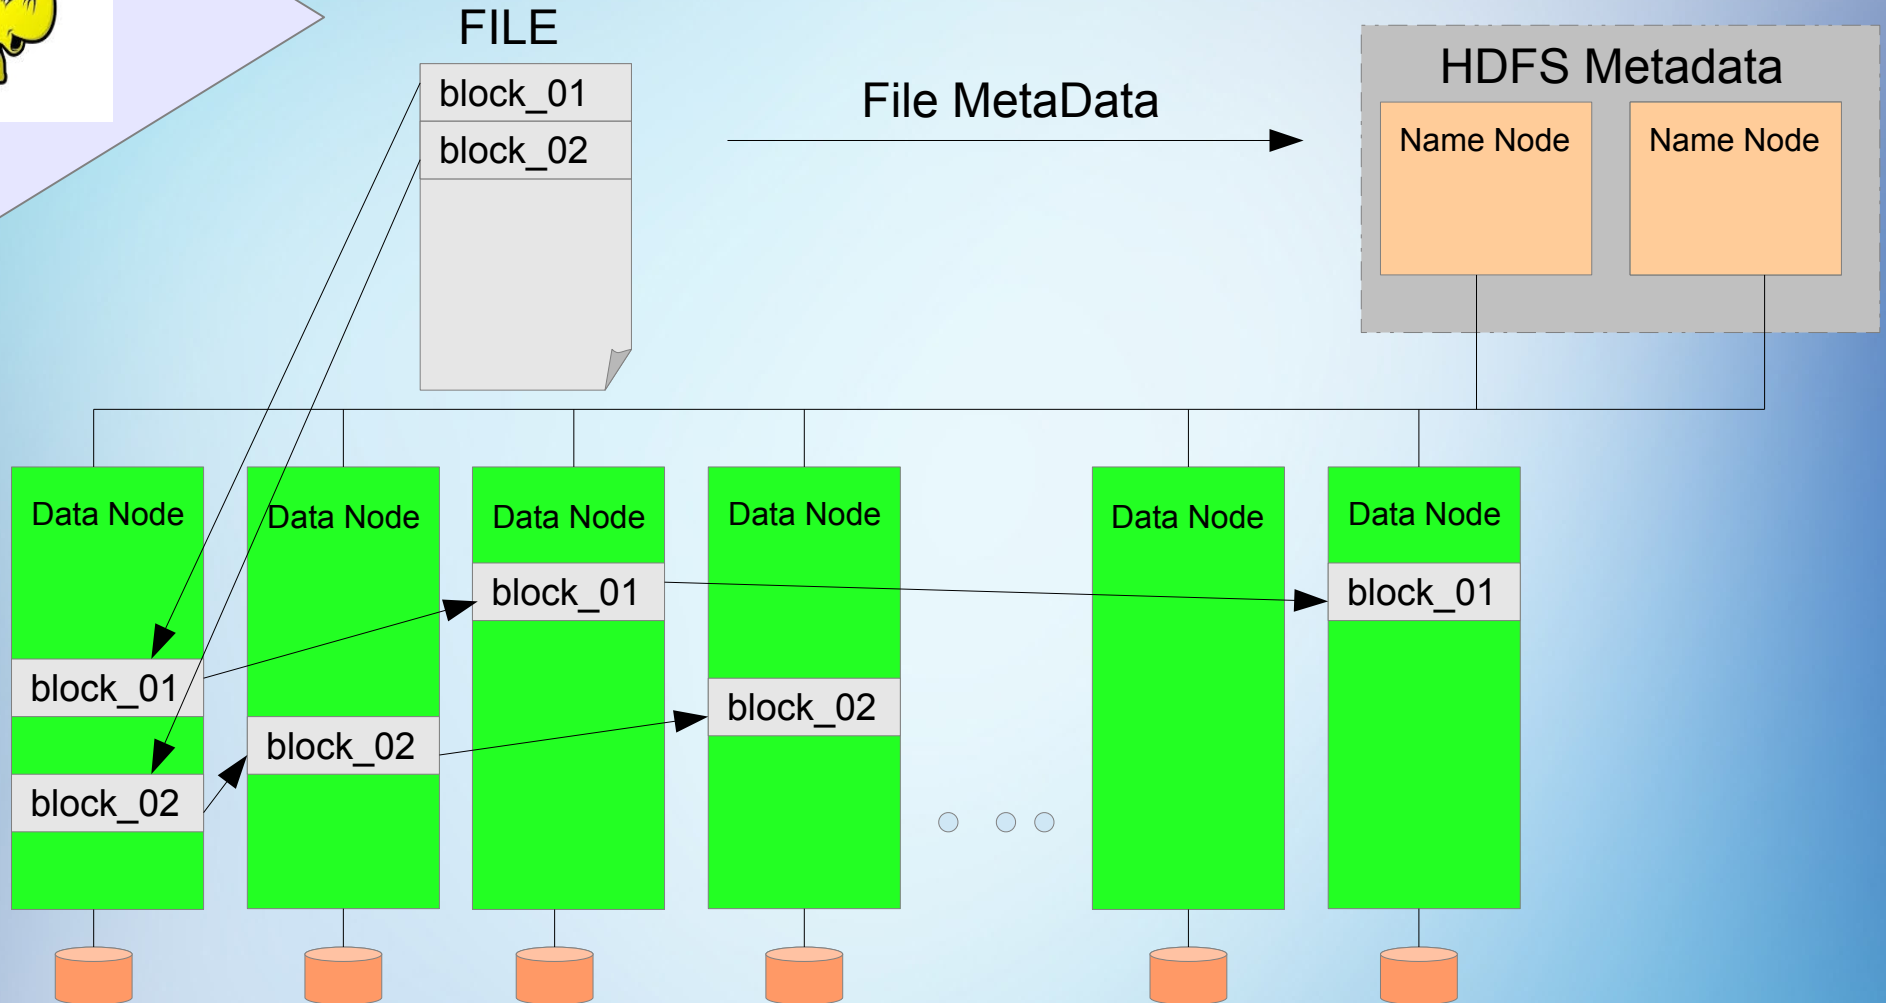 FILE
block_01
block_02
File MetaData
HDFS Metadata
Name Node
Name Node
Data Node
block_01
block_02
Data Node
block_02
Data Node
block_01
Data Node
block_02
Data Node
Data Node
block_01